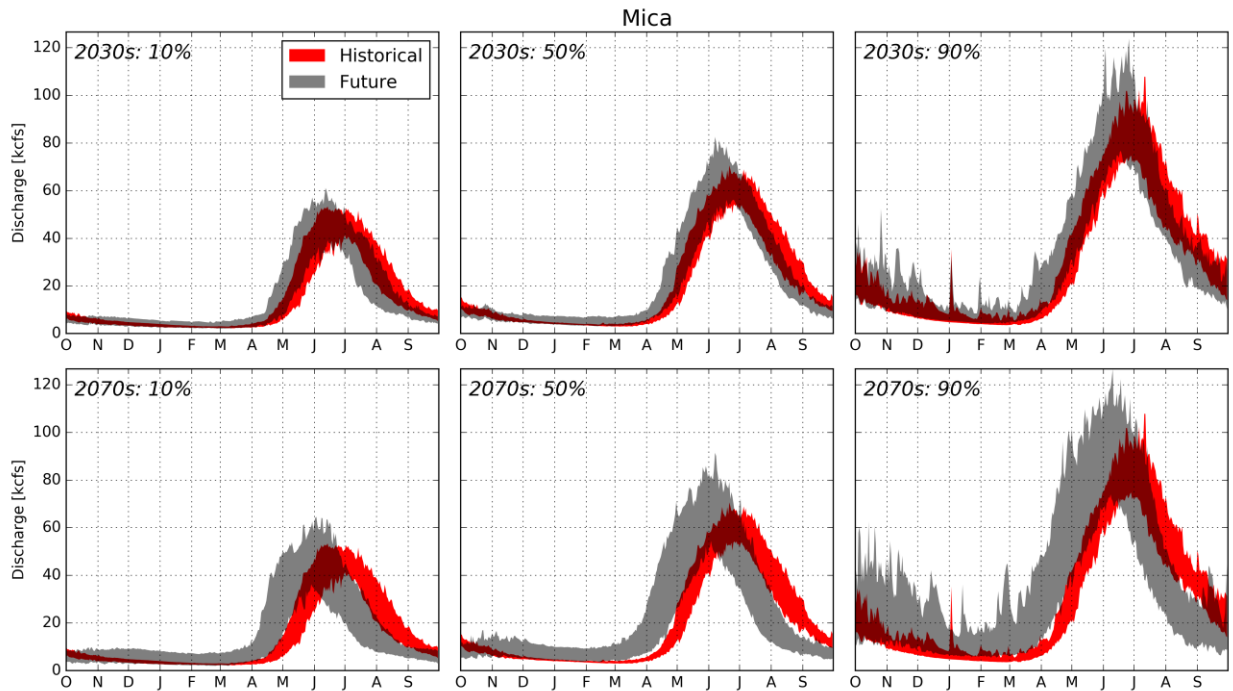 Mica
2030s: 10%
2030s: 50%
2030s: 90%
Historical
Future
Discharge [kcfs]
120
100
80
60
40
20
0
O N D J F M A M J J A S
O N D J F M A M J J A S
O N D J F M A M J J A S
2070s: 10%
2070s: 50%
2070s: 90%
Discharge [kcfs]
120
100
80
60
40
20
0
O N D J F M A M J J A S
O N D J F M A M J J A S
O N D J F M A M J J A S